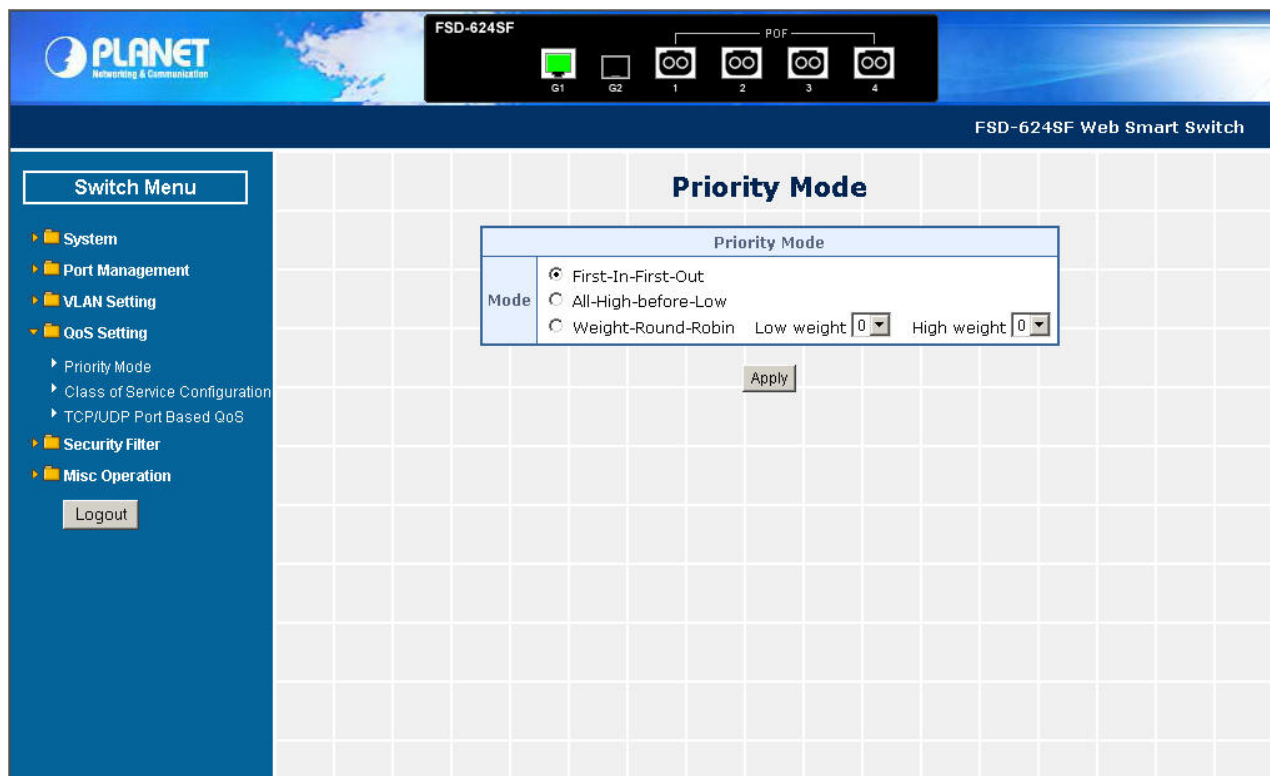 PLANET
Networking & Communication
FSD-624SF
POF
G1 G2 1 2 3 4
FSD-624SF Web Smart Switch
Switch Menu
System
Port Management
VLAN Setting
QoS Setting
Priority Mode
Class of Service Configuration
TCP/UDP Port Based QoS
Security Filter
Misc Operation
Logout
Priority Mode
Priority Mode
Mode
First-In-First-Out
All-High-before-Low
Weight-Round-Robin Low weight 0 High weight 0
Apply